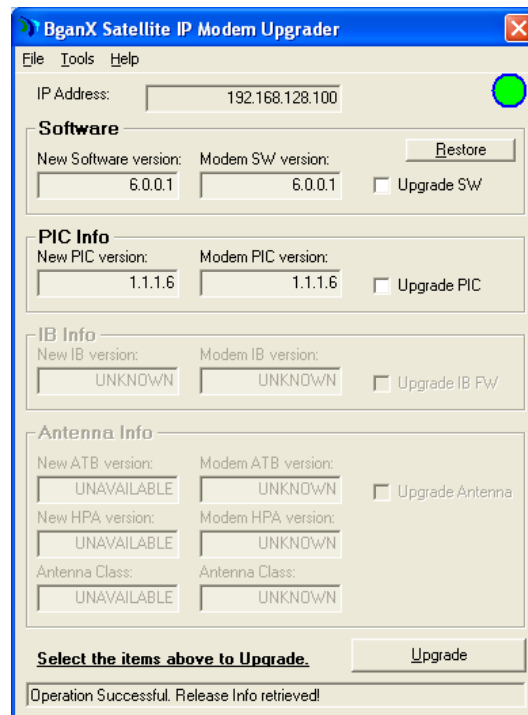 BganX Satellite IP Modem Upgrader
File Tools Help
IP Address: 192.168.128.100
Software
Restore
New Software version: Modem SW version:
6.0.0.1 6.0.0.1 Upgrade SW
PIC Info
New PIC version: Modem PIC version:
1.1.1.6 1.1.1.6 Upgrade PIC
IB Info
New IB version: Modem IB version:
UNKNOWN UNKNOWN Upgrade IB FW
Antenna Info
New ATB version: Modem ATB version:
UNAVAILABLE UNKNOWN Upgrade Antenna
New HPA version: Modem HPA version:
UNAVAILABLE UNKNOWN
Antenna Class: Antenna Class:
UNAVAILABLE UNKNOWN
Select the items above to Upgrade. Upgrade
Operation Successful. Release Info retrieved!